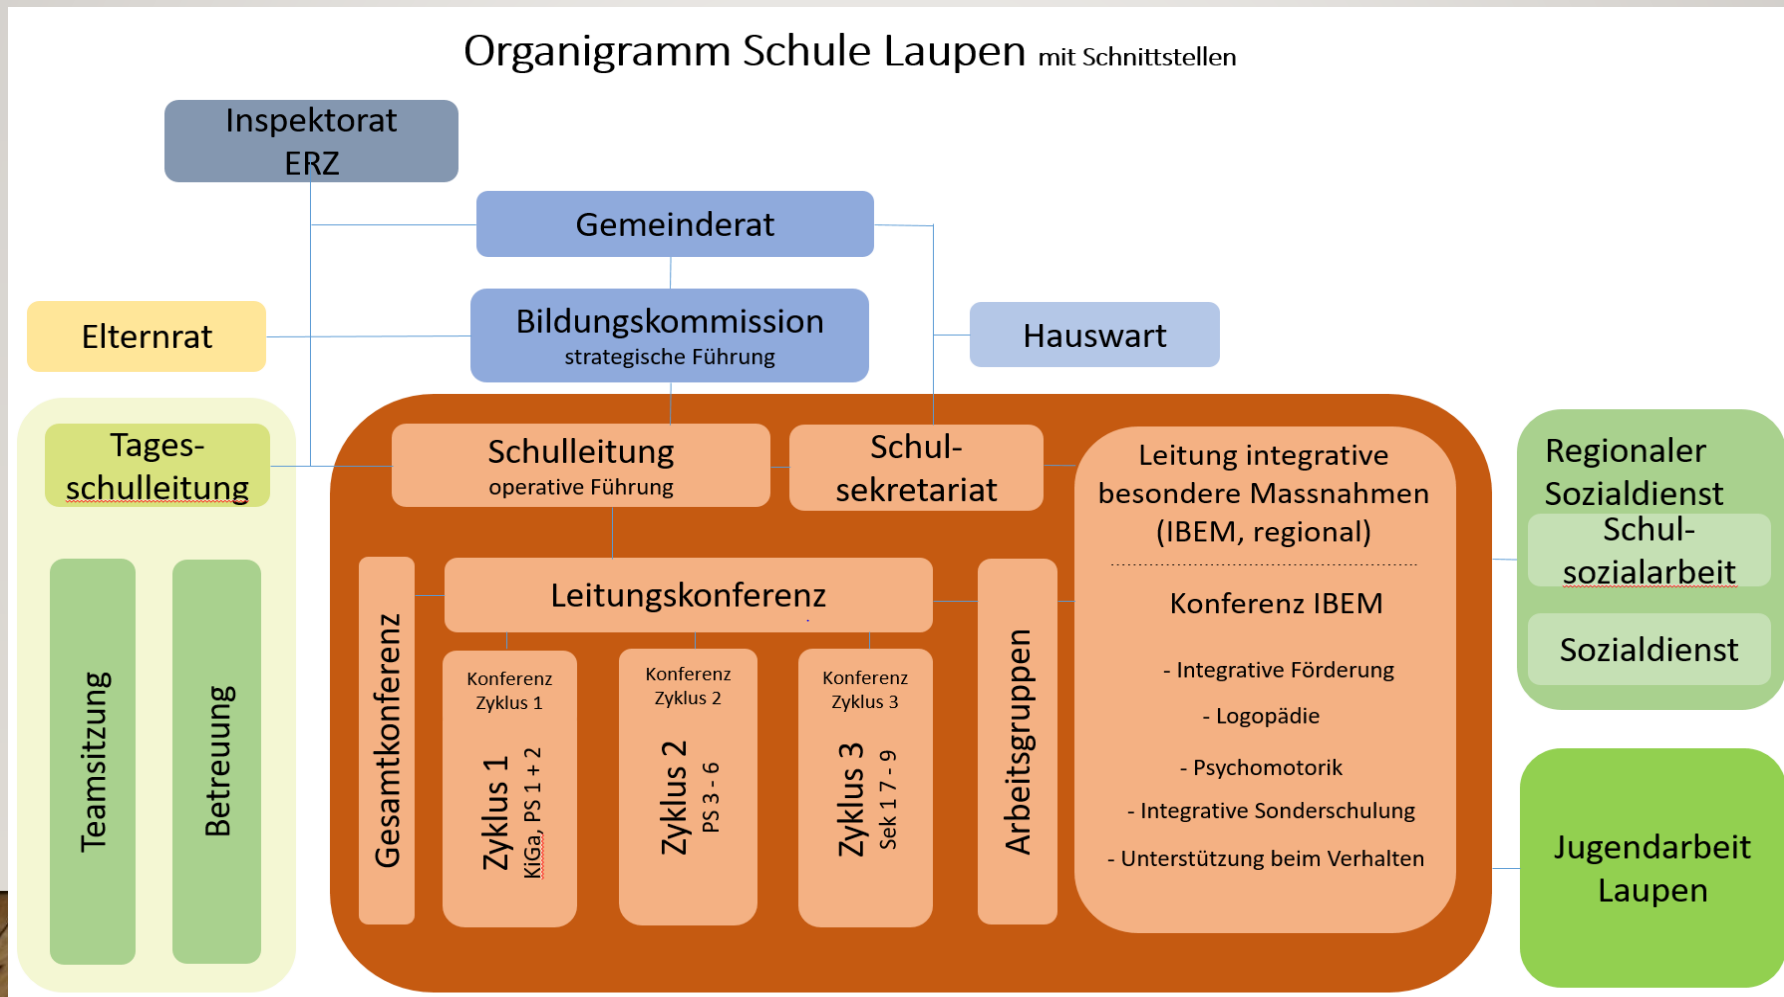 Organigramm Schule Laupen mit Schnittstellen
Inspektorat
ERZ
Gemeinderat
Elternrat
Bildungskommission
strategische Führung
Hauswart
Tages-
schulleitung
Schulleitung
operative Führung
Schul-
sekretariat
Leitung integrative
besondere Massnahmen
(IBEM, regional)
Regionaler
Sozialdienst
Schul-
sozialarbeit
Sozialdienst
Teamsitzung
Betreuung
Gesamtkonferenz
Leitungskonferenz
Konferenz
Zyklus 1
Zyklus 1
KiGa, PS 1 + 2
Konferenz
Zyklus 2
Zyklus 2
PS 3 - 6
Konferenz
Zyklus 3
Zyklus 3
Sek 1 7 - 9
Arbeitsgruppen
Konferenz IBEM
- Integrative Förderung
- Logopädie
- Psychomotorik
- Integrative Sonderschulung
- Unterstützung beim Verhalten
Jugendarbeit
Laupen